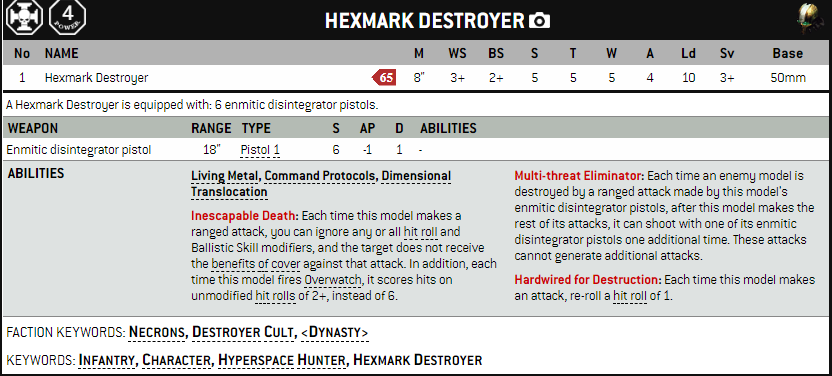 4
POWER
HEXMARK DESTROYER
No NAME M WS BS S T W A Ld Sv Base
1 Hexmark Destroyer 65 8" 3+ 2+ 5 5 5 4 10 3+ 50mm
A Hexmark Destroyer is equipped with: 6 enmitic disintegrator pistols.
WEAPON RANGE TYPE S AP D ABILITIES
Enmitic disintegrator pistol 18" Pistol 1 6 -1 1 -
ABILITIES
Living Metal, Command Protocols, Dimensional
Translocation
Inescapable Death: Each time this model makes a
ranged attack, you can ignore any or all hit roll and
Ballistic Skill modifiers, and the target does not receive
the benefits of cover against that attack. In addition, each
time this model fires Overwatch, it scores hits on
unmodified hit rolls of 2+, instead of 6.
Multi-threat Eliminator: Each time an enemy model is
destroyed by a ranged attack made by this model's
enmitic disintegrator pistols, after this model makes the
rest of its attacks, it can shoot with one of its enmitic
disintegrator pistols one additional time. These attacks
cannot generate additional attacks.
Hardwired for Destruction: Each time this model makes
an attack, re-roll a hit roll of 1.
FACTION KEYWORDS: NECRONS, DESTROYER CULT, <DYNASTY>
KEYWORDS: INFANTRY, CHARACTER, HYPERSPACE HUNTER, HEXMARK DESTROYER